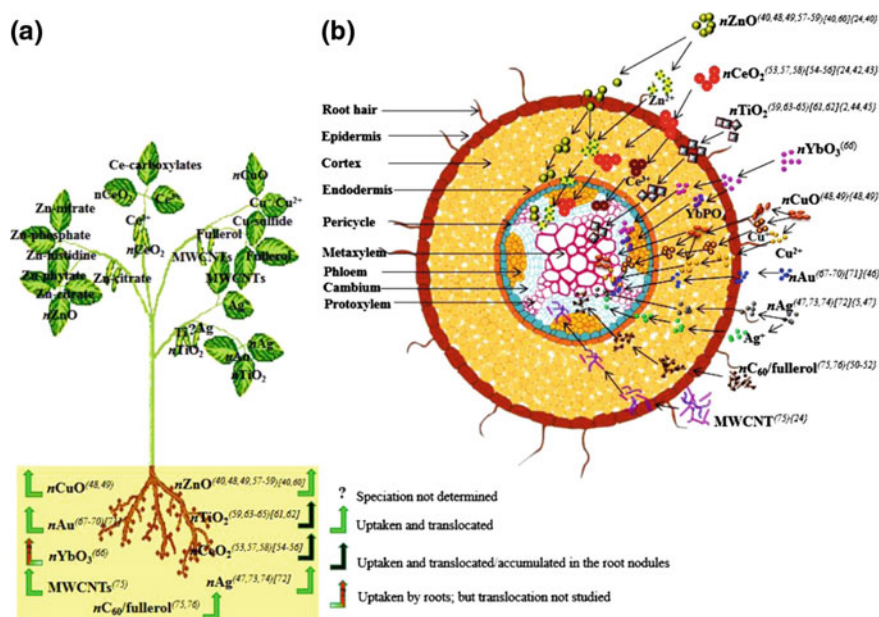 (a)
Ce-carboxylates
nCeO₂
Ce³⁺
Ce³⁺
nCeO₂
nCuO
Cu⁺
Cu²⁺
Cu-sulfide
Zn-nitrate
Zn-phosphate
Zn-histidine
Zn-phytate
Zn-citrate
nZnO
Zn-citrate
Fullerol
MWCNTs
Fullerol
MWCNTs
Ag⁰
?
Ag
nTiO₂
nAg
nAu
nTiO₂
nCuO(48,49)
nAu(67-70)[71]
nYbO₃(66)
MWCNTs(75)
nC₆₀/fullerol(75,76)
nZnO(40,48,49,57-59)[40,60]
nTiO₂(59,63-65)[61,62]
nCeO₂(53,57,58)[54-56]
nAg(47,73,74)[72]
? Speciation not determined
Uptaken and translocated
Uptaken and translocated/accumulated in the root nodules
Uptaken by roots; but translocation not studied
(b)
Root hair
Epidermis
Cortex
Endodermis
Pericycle
Metaxylem
Phloem
Cambium
Protoxylem
nZnO(40,48,49,57-59)[40,60]{24,40}
Zn²⁺
nCeO₂(53,57,58)[54-56]{24,42,43}
nTiO₂(59,63-65)[61,62]{2,44,45}
Ce³⁺
nYbO₃(66)
YbPO₄
nCuO(48,49){48,49}
Cu
Cu²⁺
nAu(67-70)[71]{46}
nAg(47,73,74)[72]{5,47}
Ag⁺
nC₆₀/fullerol(75,76){50-52}
MWCNT(75){24}